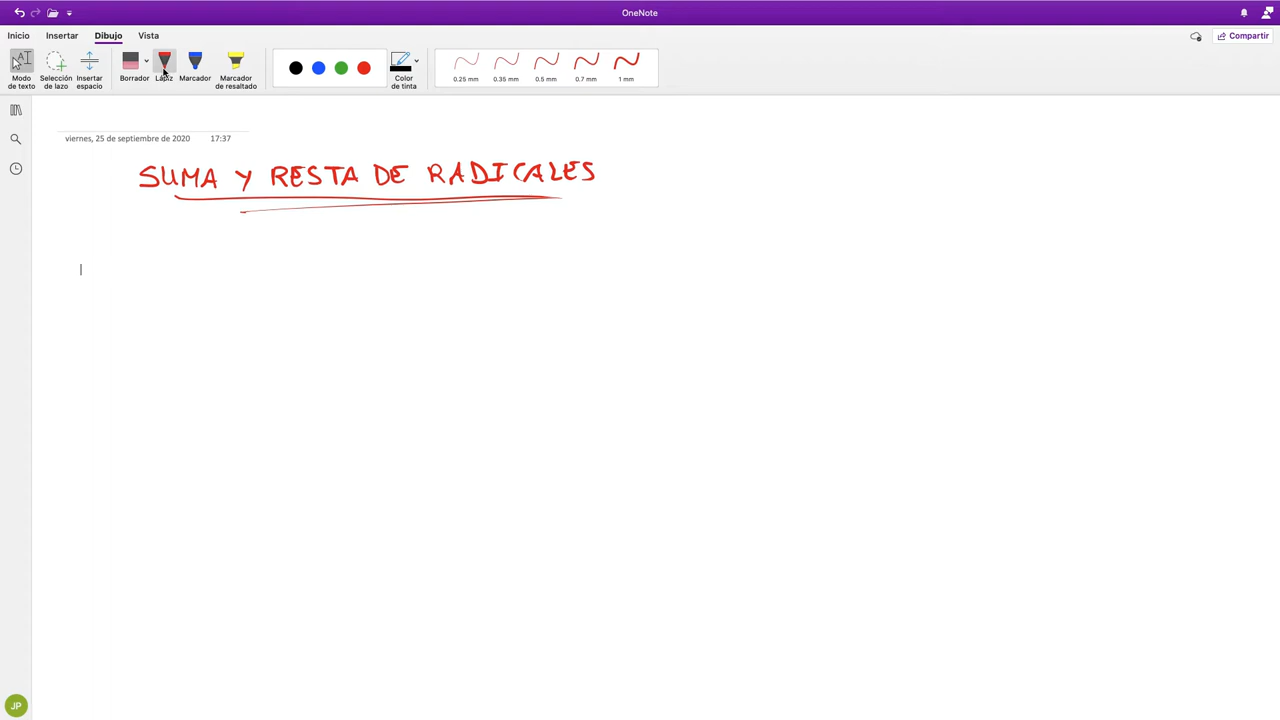 OneNote
Inicio Insertar Dibujo Vista
Compartir
Modo de texto
Selección de lazo
Insertar espacio
Borrador
Lápiz
Marcador
Marcador de resaltado
Color de tinta
0.25 mm 0.35 mm 0.5 mm 0.7 mm 1 mm
viernes, 25 de septiembre de 2020 17:37
SUMA Y RESTA DE RADICALES
JP